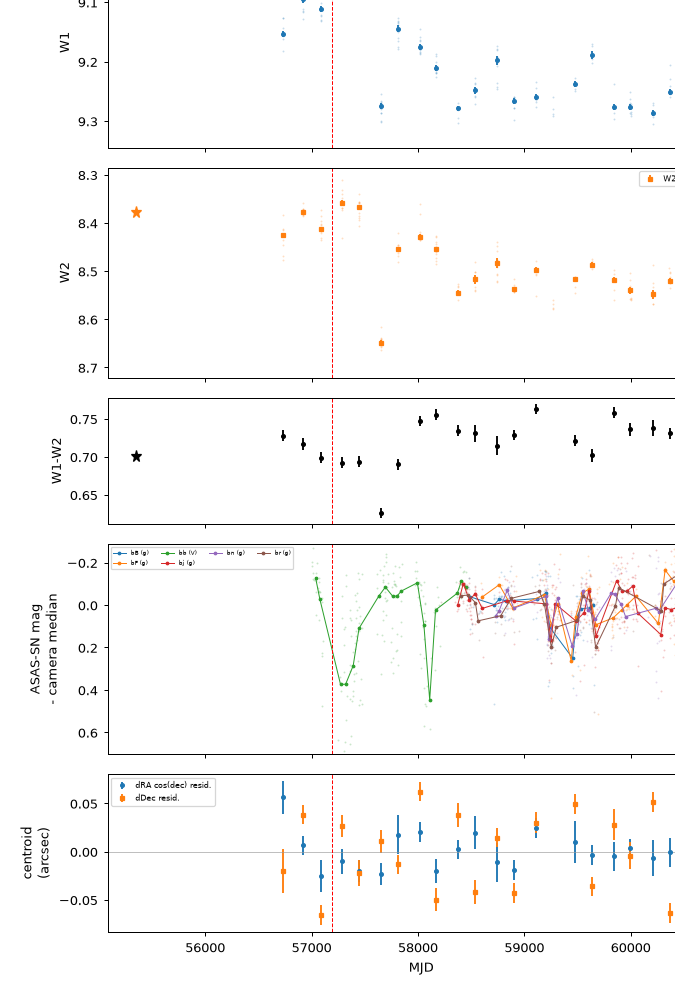 9.1
9.2
9.3
W1
8.3
8.4
8.5
8.6
8.7
W2
W2
0.75
0.70
0.65
W1-W2
bB (g)
bb (V)
bn (g)
br (g)
bF (g)
bj (g)
−0.2
0.0
0.2
0.4
0.6
ASAS-SN mag
- camera median
dRA cos(dec) resid.
dDec resid.
0.05
0.00
−0.05
centroid
(arcsec)
56000
57000
58000
59000
60000
MJD